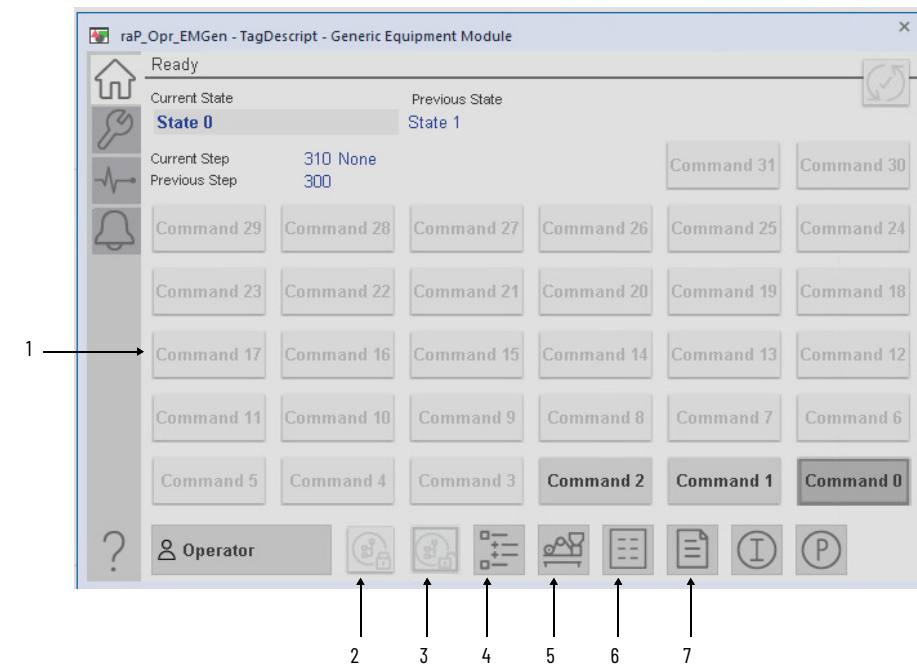 raP_Opr_EMGen - TagDescript - Generic Equipment Module
Ready
Current State Previous State
State 0 State 1
Current Step 310 None
Previous Step 300
Command 31 Command 30
Command 29 Command 28 Command 27 Command 26 Command 25 Command 24
Command 23 Command 22 Command 21 Command 20 Command 19 Command 18
1 Command 17 Command 16 Command 15 Command 14 Command 13 Command 12
Command 11 Command 10 Command 9 Command 8 Command 7 Command 6
Command 5 Command 4 Command 3 Command 2 Command 1 Command 0
? Operator I P
2 3 4 5 6 7